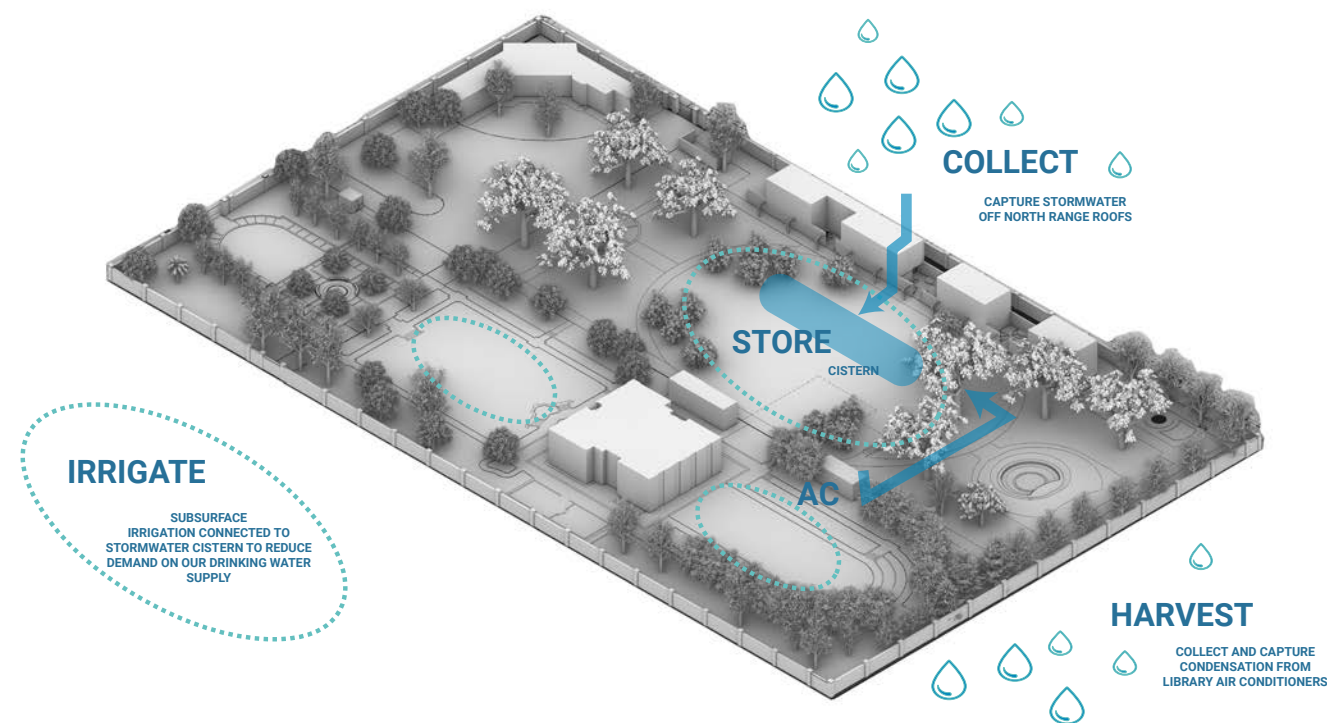 COLLECT
CAPTURE STORMWATER
OFF NORTH RANGE ROOFS
STORE
CISTERN
IRRIGATE
SUBSURFACE
IRRIGATION CONNECTED TO
STORMWATER CISTERN TO REDUCE
DEMAND ON OUR DRINKING WATER
SUPPLY
AC
HARVEST
COLLECT AND CAPTURE
CONDENSATION FROM
LIBRARY AIR CONDITIONERS